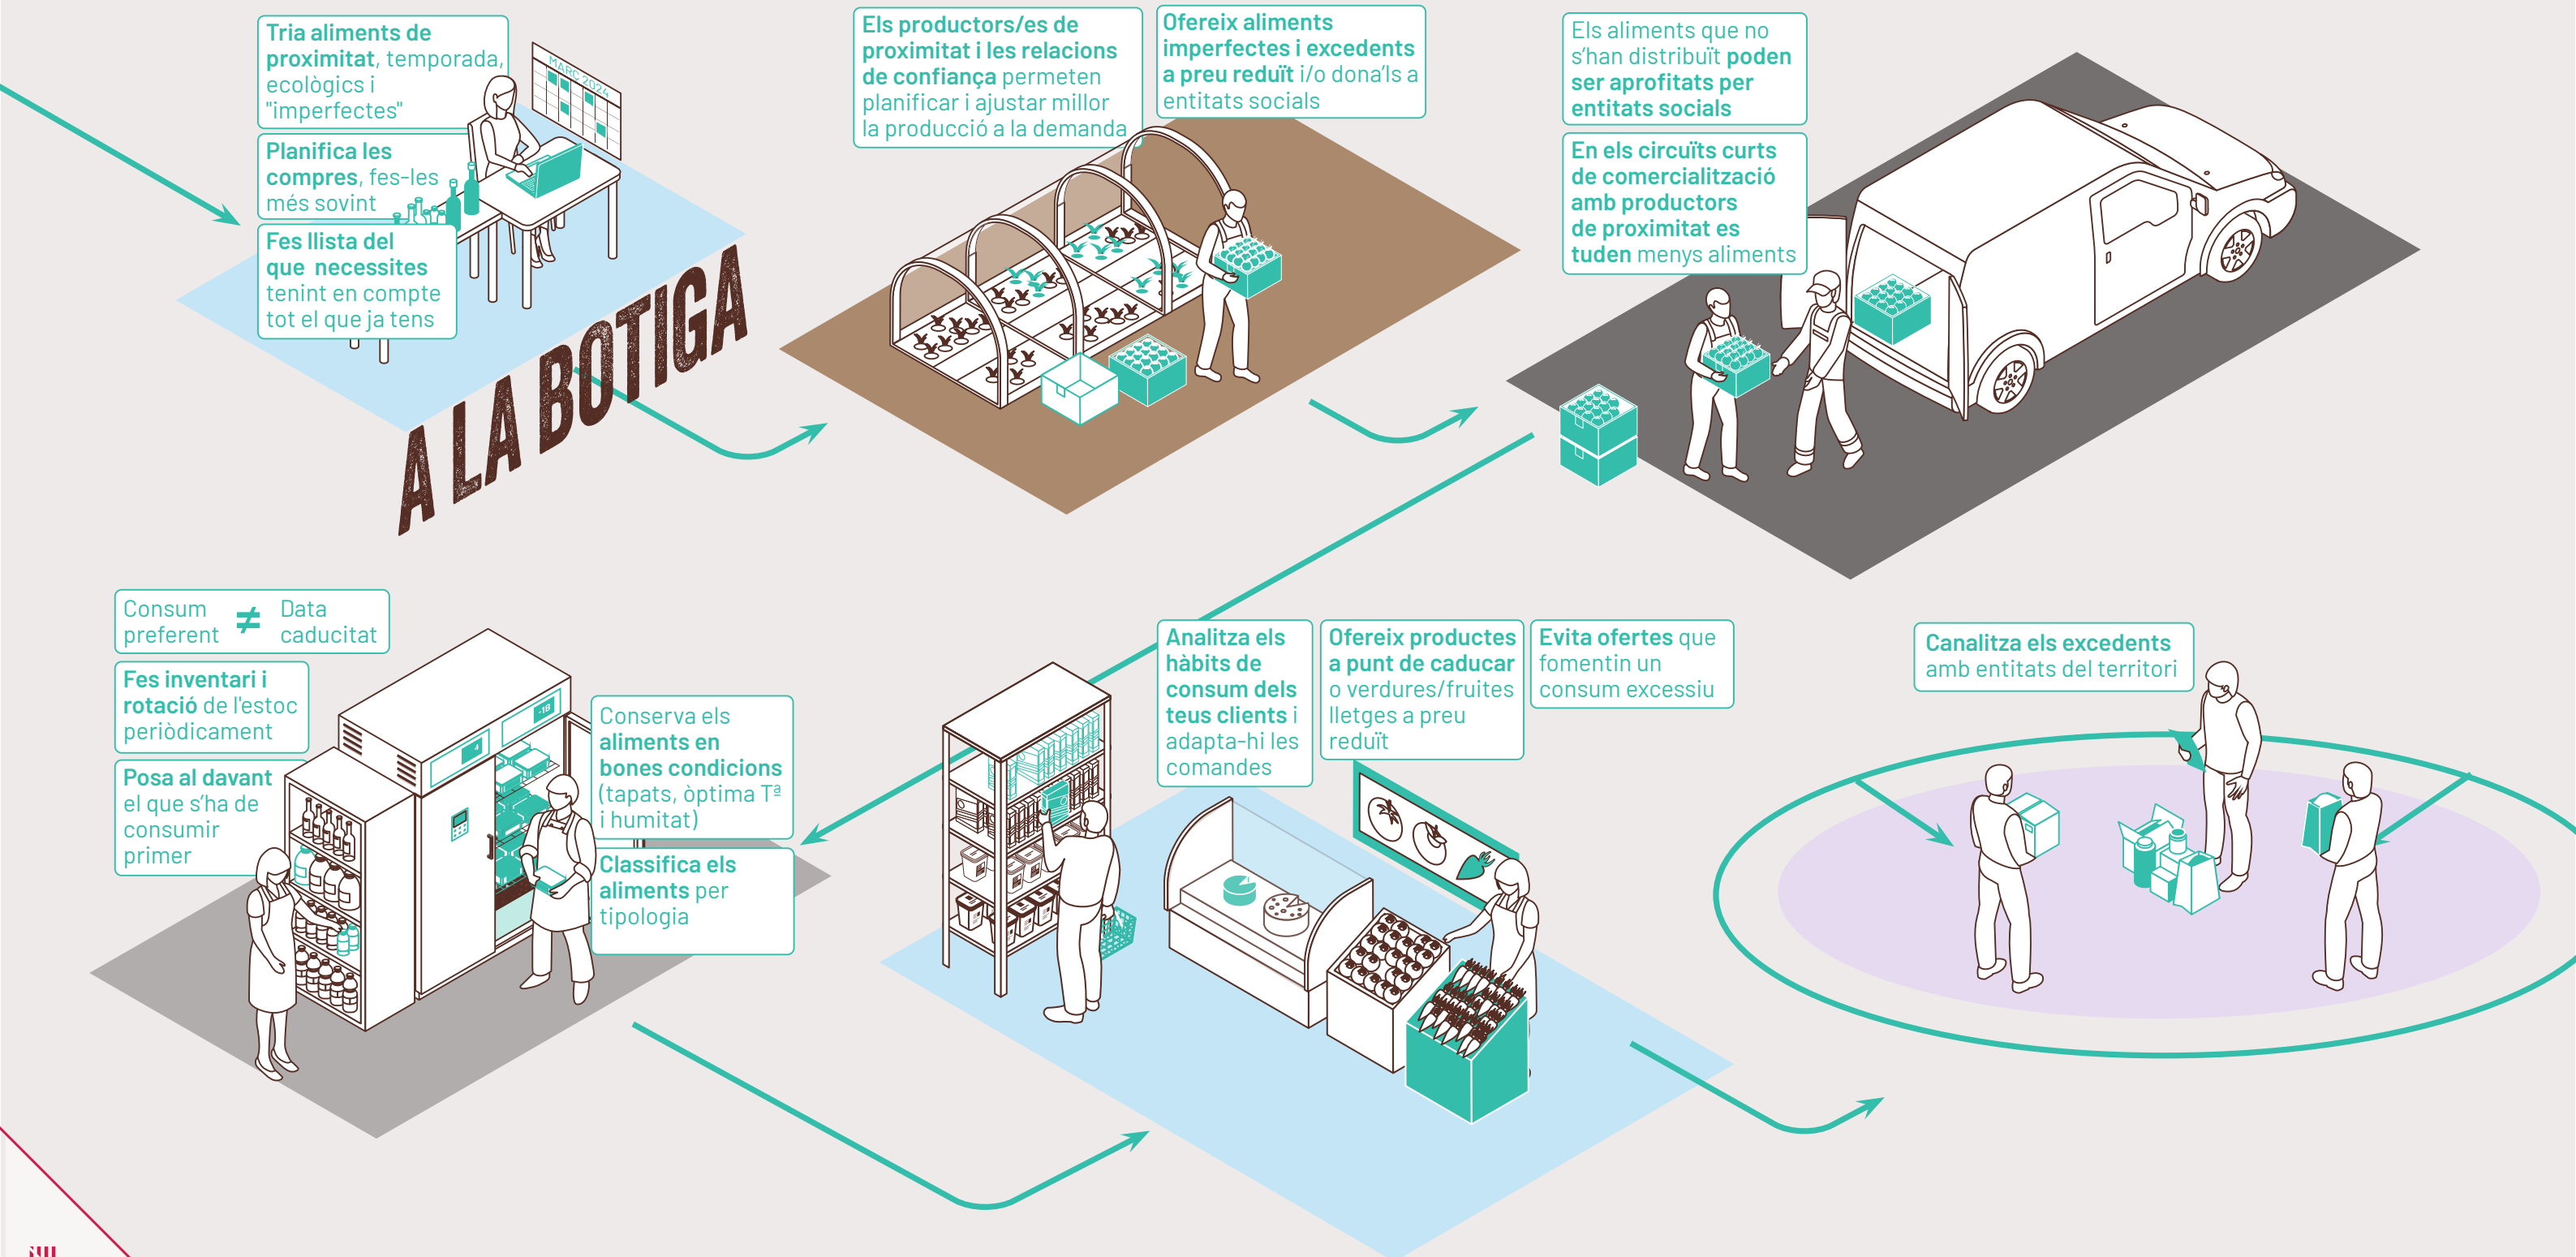 Tria aliments de
proximitat, temporada,
ecològics i
"imperfectes"
Planifica les
compres, fes-les
més sovint
Fes llista del
que necessites
tenint en compte
tot el que ja tens
MARÇ 2024
A LA BOTIGA
Els productors/es de
proximitat i les relacions
de confiança permeten
planificar i ajustar millor
la producció a la demanda
Ofereix aliments
imperfectes i excedents
a preu reduït i/o dona'ls a
entitats socials
Els aliments que no
s'han distribuït poden
ser aprofitats per
entitats socials
En els circuïts curts
de comercialització
amb productors
de proximitat es
tuden menys aliments
Consum
preferent
≠
Data
caducitat
Fes inventari i
rotació de l'estoc
periòdicament
Posa al davant
el que s'ha de
consumir
primer
4
-18
Conserva els
aliments en
bones condicions
(tapats, òptima Tª
i humitat)
Classifica els
aliments per
tipologia
Analitza els
hàbits de
consum dels
teus clients i
adapta-hi les
comandes
Ofereix productes
a punt de caducar
o verdures/fruites
lletges a preu
reduït
Evita ofertes que
fomentin un
consum excessiu
Canalitza els excedents
amb entitats del territori